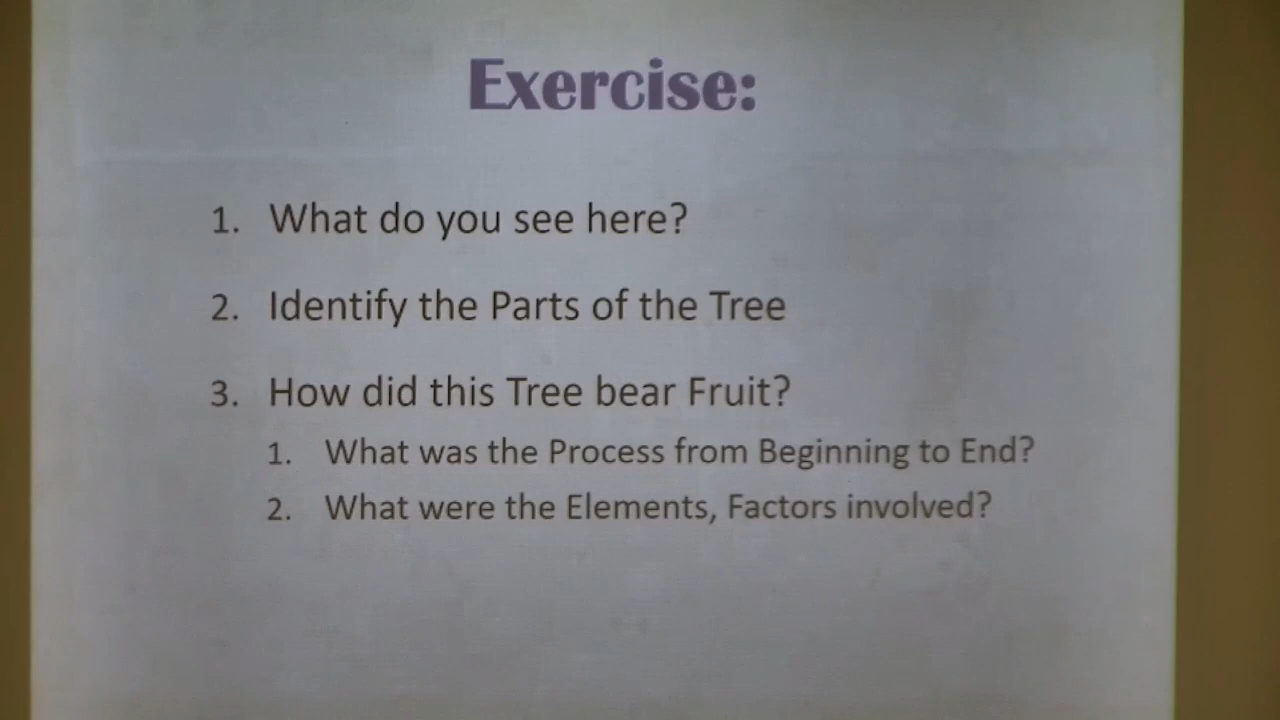 Exercise:
1. What do you see here?
2. Identify the Parts of the Tree
3. How did this Tree bear Fruit?
1. What was the Process from Beginning to End?
2. What were the Elements, Factors involved?